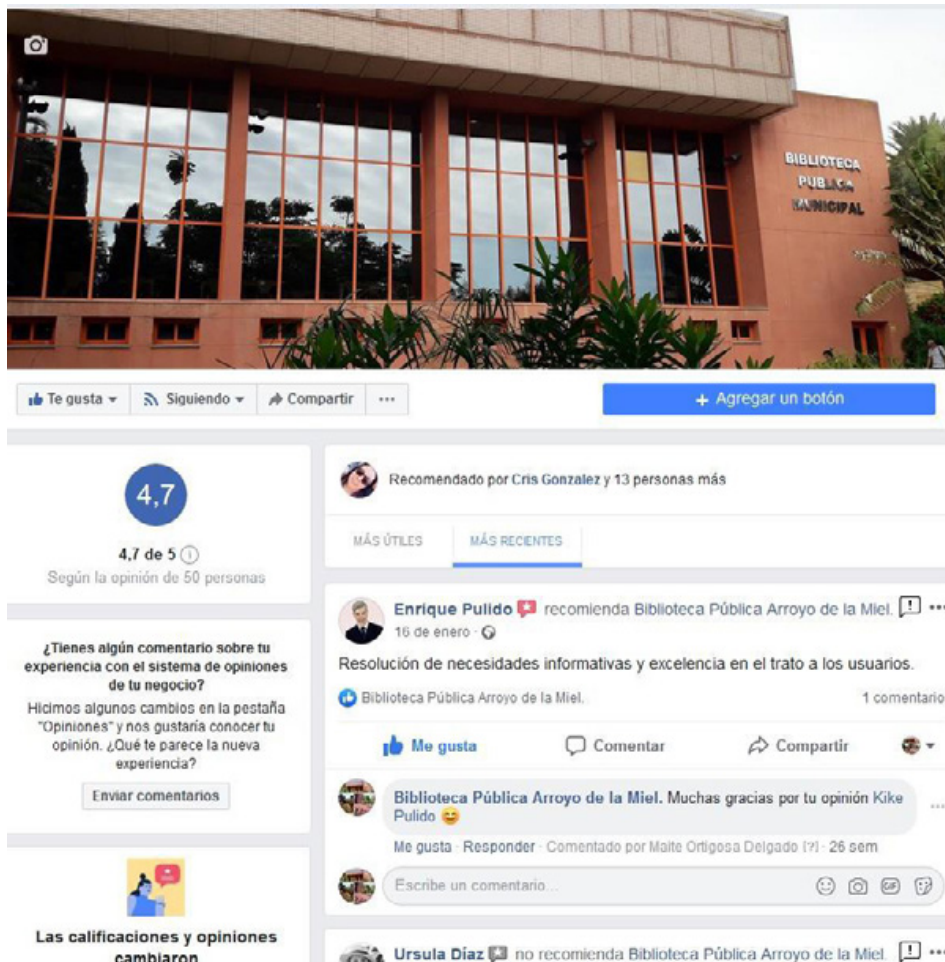 BIBLIOTECA
PUBLICA
MUNICIPAL
Te gusta
Siguiendo
Compartir
+ Agregar un botón
4,7
4,7 de 5
Según la opinión de 50 personas
¿Tienes algún comentario sobre tu
experiencia con el sistema de opiniones
de tu negocio?
Hicimos algunos cambios en la pestaña
"Opiniones" y nos gustaría conocer tu
opinión. ¿Qué te parece la nueva
experiencia?
Enviar comentarios
Las calificaciones y opiniones
cambiaron
Recomendado por Cris Gonzalez y 13 personas más
MÁS ÚTILES
MÁS RECIENTES
Enrique Pulido recomienda Biblioteca Pública Arroyo de la Miel.
16 de enero ·
Resolución de necesidades informativas y excelencia en el trato a los usuarios.
Biblioteca Pública Arroyo de la Miel. 1 comentario
Me gusta Comentar Compartir
Biblioteca Pública Arroyo de la Miel. Muchas gracias por tu opinión Kike
Pulido 😊
Me gusta · Responder · Comentado por Maite Ortigosa Delgado [?] · 26 sem
Escribe un comentario...
GIF
Ursula Díaz no recomienda Biblioteca Pública Arroyo de la Miel.